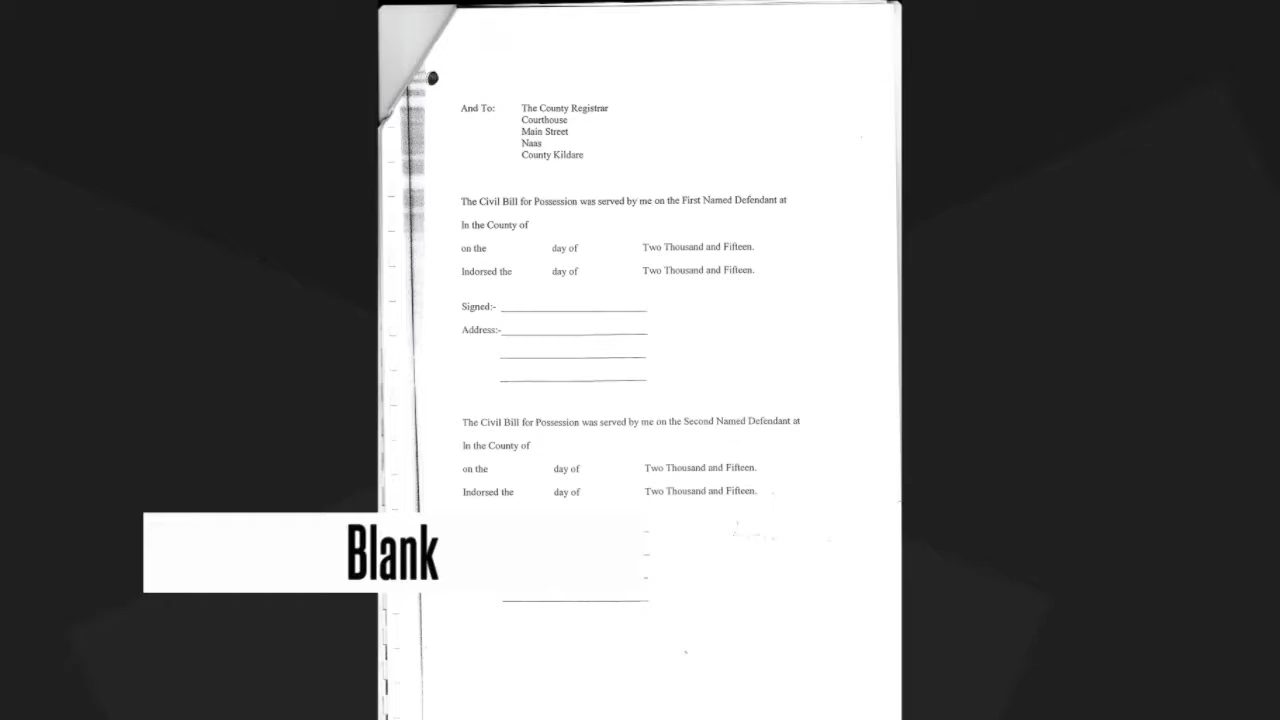 And To: The County Registrar
Courthouse
Main Street
Naas
County Kildare
The Civil Bill for Possession was served by me on the First Named Defendant at
In the County of
on the day of Two Thousand and Fifteen.
Indorsed the day of Two Thousand and Fifteen.
Signed:-
Address:-
The Civil Bill for Possession was served by me on the Second Named Defendant at
In the County of
on the day of Two Thousand and Fifteen.
Indorsed the day of Two Thousand and Fifteen.
Blank